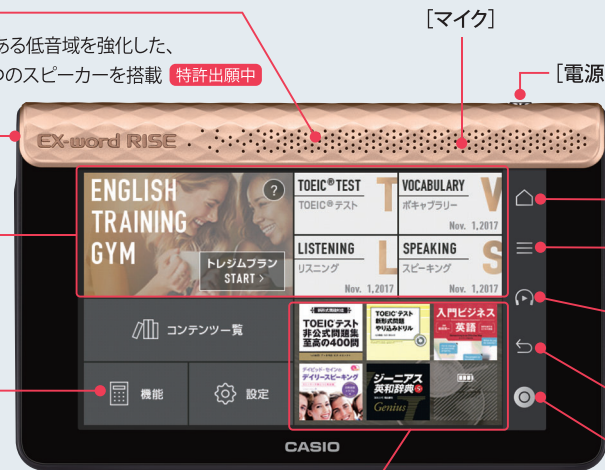 [マイク]
ある低音域を強化した、
つのスピーカーを搭載 特許出願中
[電源
EX-word RISE
ENGLISH
TRAINING
GYM
?
トレジムプラン
START >
TOEIC®TEST
TOEIC® テスト
T
VOCABULARY
ボキャブラリー
V
Nov. 1,2017
LISTENING
リスニング
L
Nov. 1,2017
SPEAKING
スピーキング
S
Nov. 1,2017
コンテンツ一覧
機能
設定
TOEICテスト
非公式問題集
至高の400問
TOEIC テスト
新形式問題
やり込みドリル
入門ビジネス
英語
デイビッド・セインの
デイリースピーキング
ジーニアス
英和辞典
Genius
CASIO